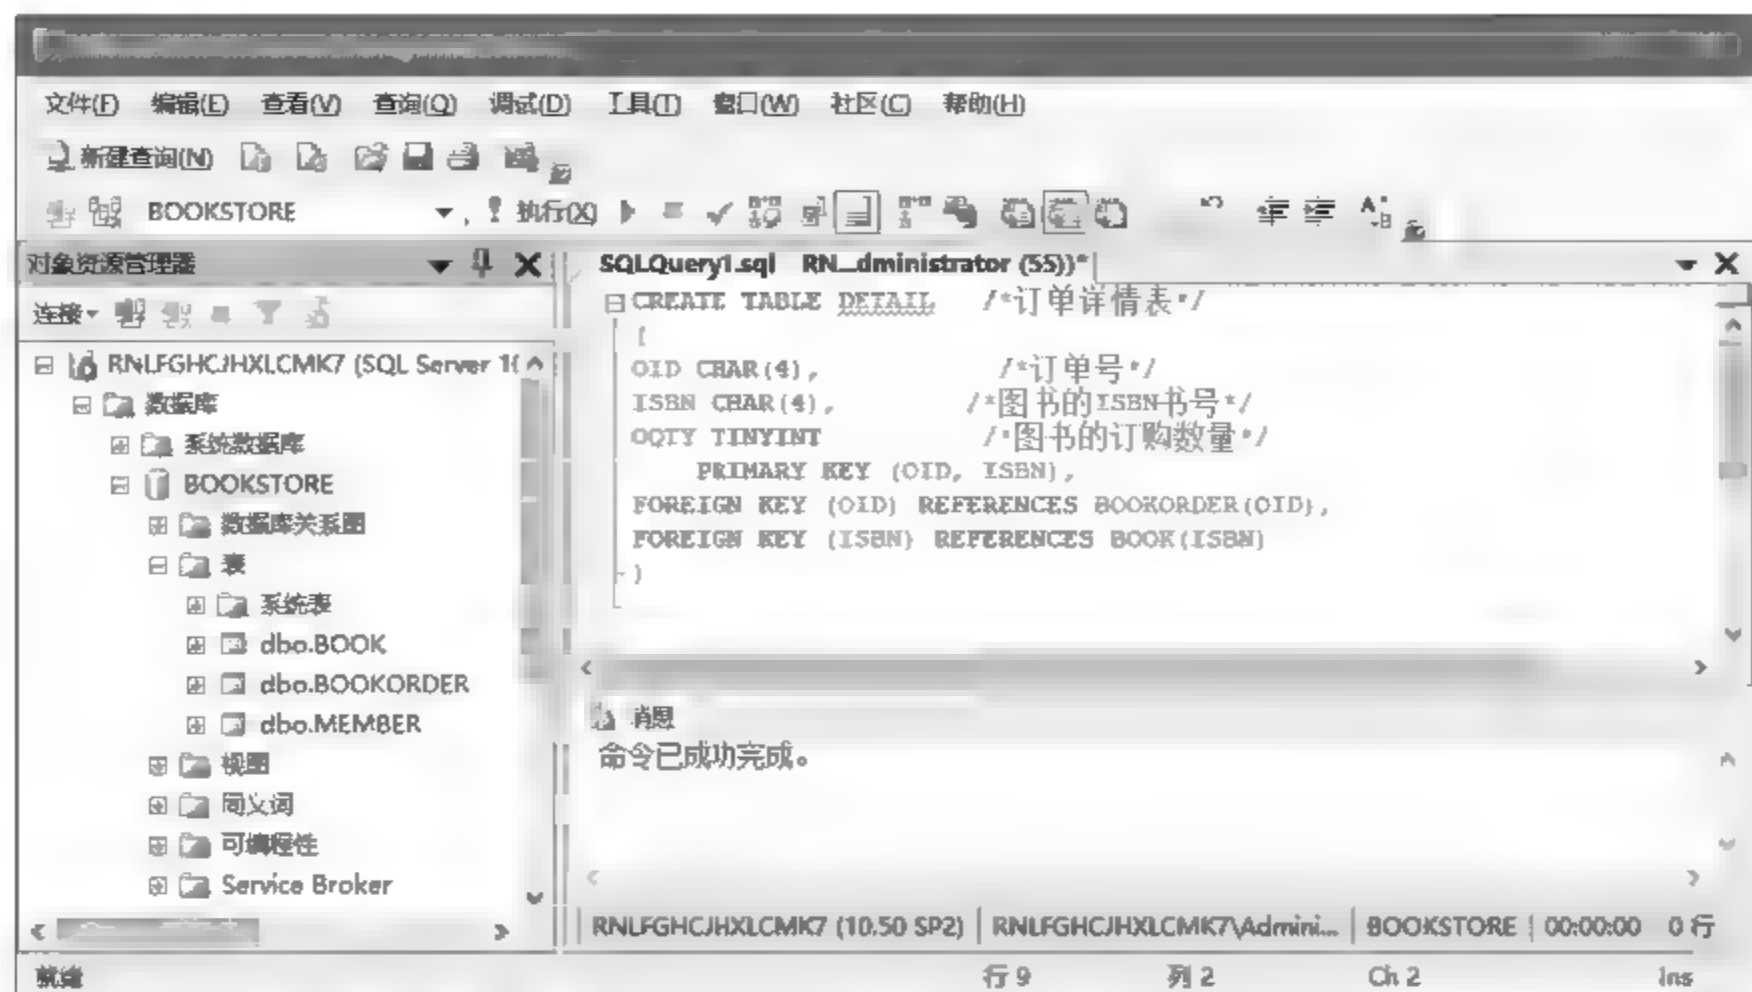 文件(F) 编辑(E) 查看(V) 查询(Q) 调试(D) 工具(T) 窗口(W) 社区(C) 帮助(H)
新建查询(N)
BOOKSTORE 执行(X)
对象资源管理器
连接
RNLFGHCJHXLCMK7 (SQL Server 1(
数据库
系统数据库
BOOKSTORE
数据库关系图
表
系统表
dbo.BOOK
dbo.BOOKORDER
dbo.MEMBER
视图
同义词
可编程性
Service Broker
SQLQuery1.sql RN...dministrator (55))*
CREATE TABLE DETAIL /*订单详情表*/
(
OID CHAR(4), /*订单号*/
ISBN CHAR(4), /*图书的ISBN书号*/
OQTY TINYINT /*图书的订购数量*/
PRIMARY KEY (OID, ISBN),
FOREIGN KEY (OID) REFERENCES BOOKORDER(OID),
FOREIGN KEY (ISBN) REFERENCES BOOK(ISBN)
)
消息
命令已成功完成。
RNLFGHCJHXLCMK7 (10.50 SP2) RNLFGHCJHXLCMK7\Admini... BOOKSTORE 00:00:00 0 行
就绪 行 9 列 2 Ch 2 Ins